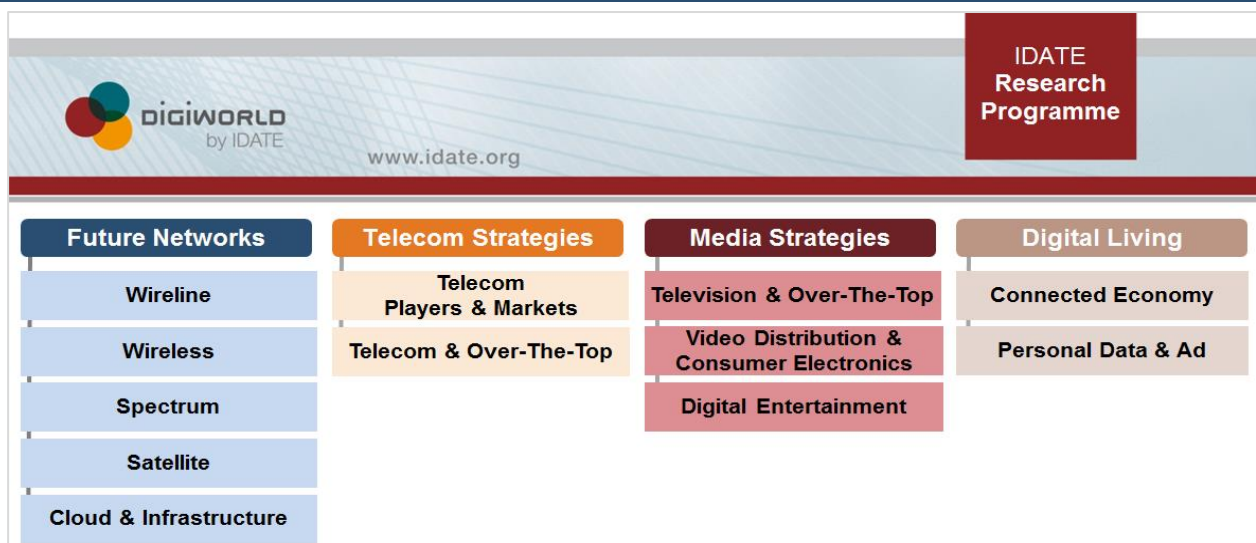 IDATE
Research
Programme
DIGIWORLD
by IDATE
www.idate.org
Future Networks
Wireline
Wireless
Spectrum
Satellite
Cloud & Infrastructure
Telecom Strategies
Telecom
Players & Markets
Telecom & Over-The-Top
Media Strategies
Television & Over-The-Top
Video Distribution &
Consumer Electronics
Digital Entertainment
Digital Living
Connected Economy
Personal Data & Ad